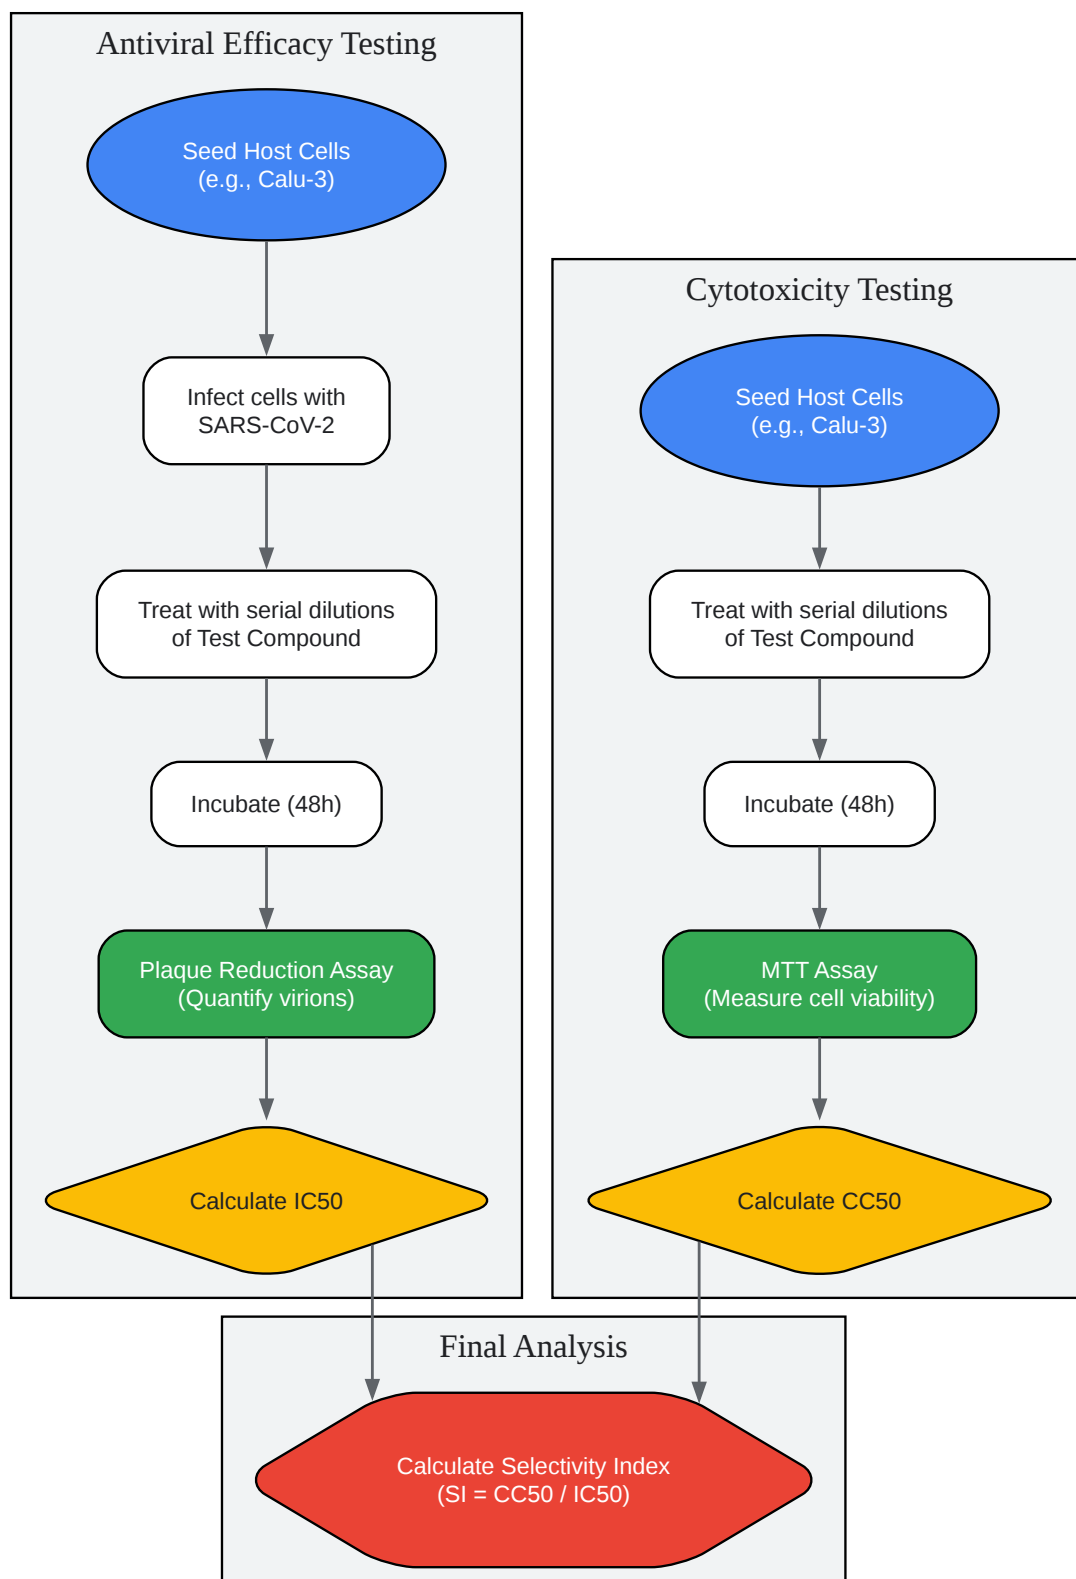 Antiviral Efficacy Testing
Seed Host Cells
(e.g., Calu-3)
Infect cells with
SARS-CoV-2
Treat with serial dilutions
of Test Compound
Incubate (48h)
Plaque Reduction Assay
(Quantify virions)
Calculate IC50
Cytotoxicity Testing
Seed Host Cells
(e.g., Calu-3)
Treat with serial dilutions
of Test Compound
Incubate (48h)
MTT Assay
(Measure cell viability)
Calculate CC50
Final Analysis
Calculate Selectivity Index
(SI = CC50 / IC50)